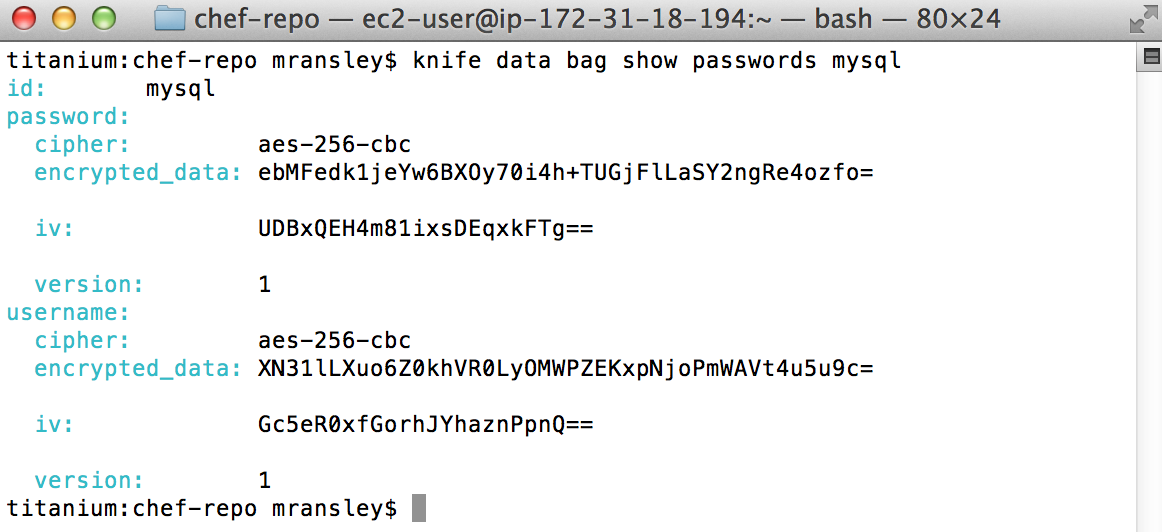 chef-repo — ec2-user@ip-172-31-18-194:~ — bash — 80×24
titanium:chef-repo mransley$ knife data bag show passwords mysql
id: mysql
password:
cipher: aes-256-cbc
encrypted_data: ebMFedk1jeYw6BXOy70i4h+TUGjFlLaSY2ngRe4ozfo=
iv: UDBxQEH4m81ixsDEqxkFTg==
version: 1
username:
cipher: aes-256-cbc
encrypted_data: XN31lLXuo6Z0khVR0LyOMWPZEKxpNjoPmWAVt4u5u9c=
iv: Gc5eR0xfGorhJYhaznPpnQ==
version: 1
titanium:chef-repo mransley$